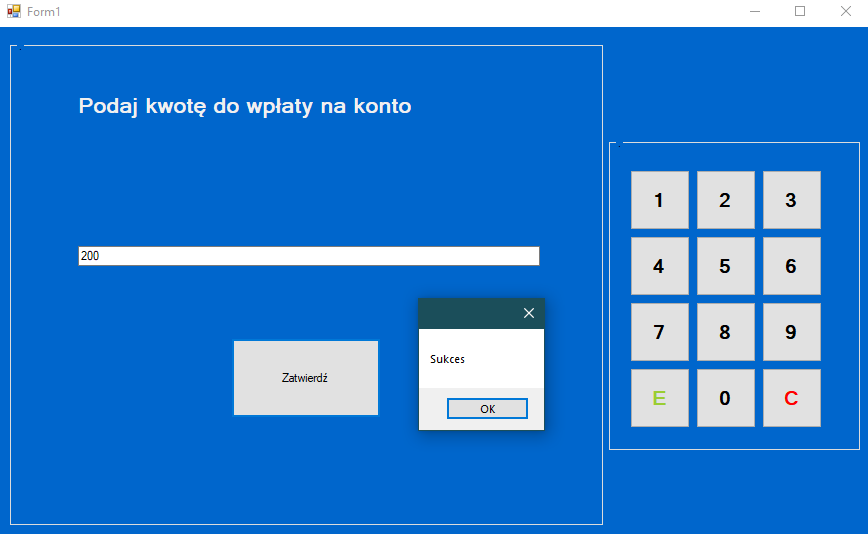 Form1
Podaj kwotę do wpłaty na konto
200
Zatwierdź
Sukces
OK
1 2 3
4 5 6
7 8 9
E 0 C